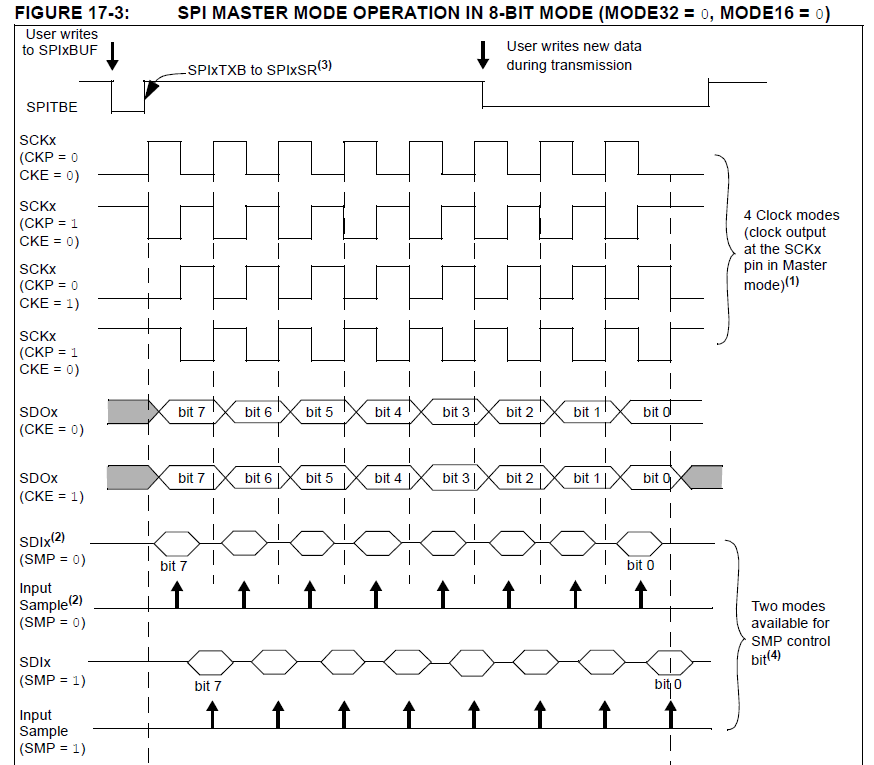 FIGURE 17-3: SPI MASTER MODE OPERATION IN 8-BIT MODE (MODE32 = 0, MODE16 = 0)
User writes
to SPIxBUF
User writes new data
during transmission
SPIxTXB to SPIxSR(3)
SPITBE
SCKx
(CKP = 0
CKE = 0)
SCKx
(CKP = 1
CKE = 0)
SCKx
(CKP = 0
CKE = 1)
SCKx
(CKP = 1
CKE = 0)
4 Clock modes
(clock output
at the SCKx
pin in Master
mode)(1)
SDOx
(CKE = 0)
bit 7 bit 6 bit 5 bit 4 bit 3 bit 2 bit 1 bit 0
SDOx
(CKE = 1)
bit 7 bit 6 bit 5 bit 4 bit 3 bit 2 bit 1 bit 0
SDIx(2)
(SMP = 0)
bit 7 bit 0
Input
Sample(2)
(SMP = 0)
SDIx
(SMP = 1)
bit 7 bit 0
Input
Sample
(SMP = 1)
Two modes
available for
SMP control
bit(4)